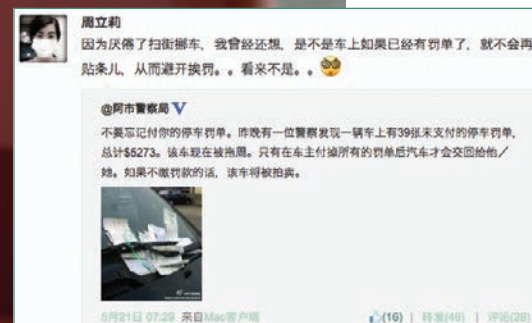 周立莉
因为厌倦了扫街挪车，我曾经还想，是不是车上如果已经有罚单了，就不会再
贴条儿，从而避开挨罚。。看来不是。。
@阿市警察局
不要忘记付你的停车罚单。昨晚有一位警察发现一辆车上有39张未支付的停车罚单，
总计$5273。该车现在被拖周。只有在车主付掉所有的罚单后汽车才会交回给他／
她。如果不缴罚款的话，该车将被拍卖。
5月21日 07:29 来自Mac客户端 (16) | 转发(46) | 评论(28)